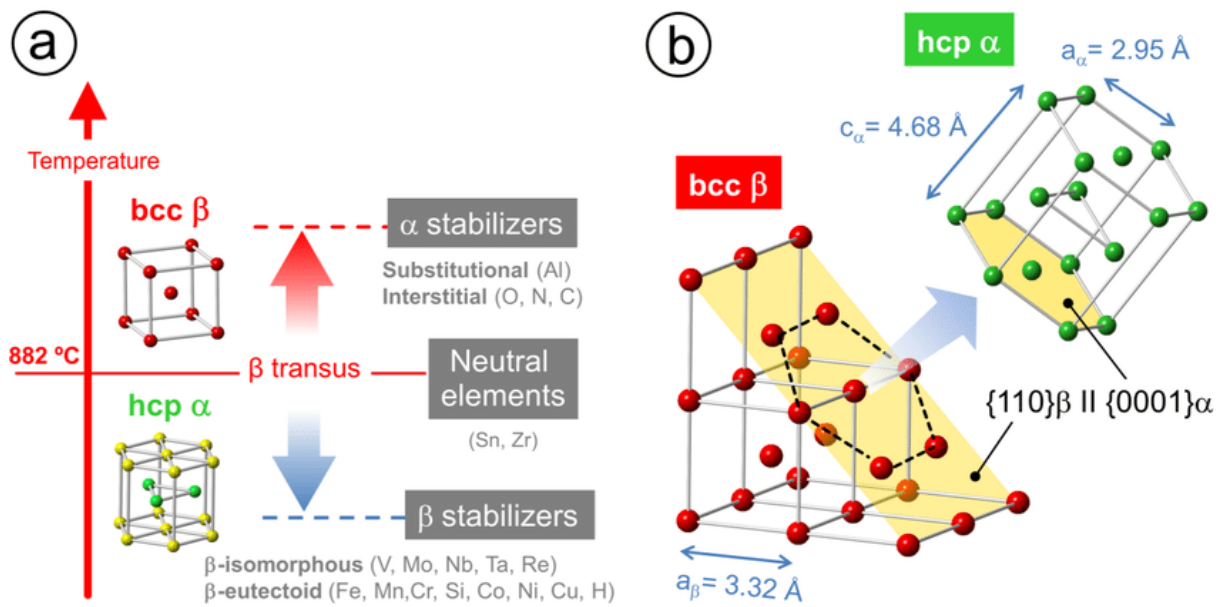 a
Temperature
bcc β
α stabilizers
Substitutional (Al)
Interstitial (O, N, C)
882 ºC
β transus
Neutral
elements
(Sn, Zr)
hcp α
β stabilizers
β-isomorphous (V, Mo, Nb, Ta, Re)
β-eutectoid (Fe, Mn,Cr, Si, Co, Ni, Cu, H)
b
hcp α
aα= 2.95 Å
cα= 4.68 Å
bcc β
{110}β II {0001}α
aβ= 3.32 Å